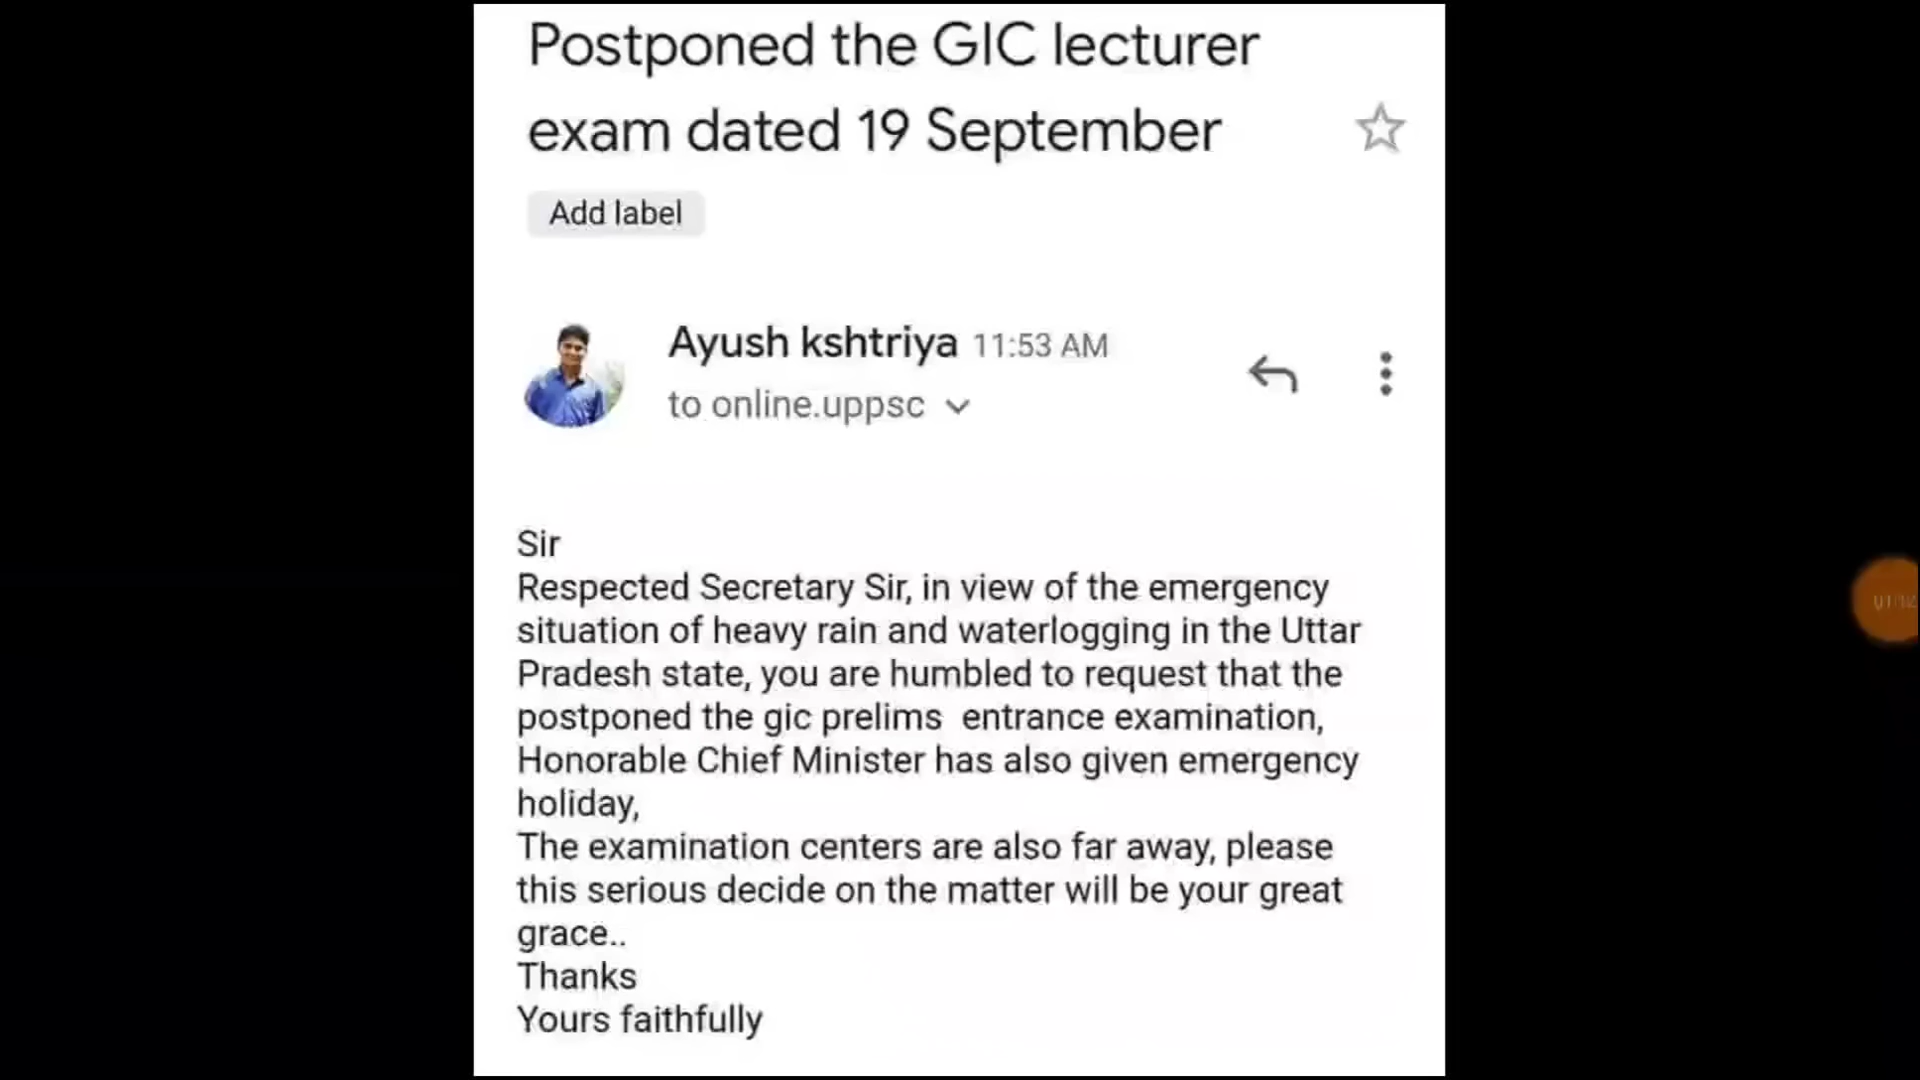 Postponed the GIC lecturer
exam dated 19 September
Add label
Ayush kshtriya 11:53 AM
to online.uppsc
Sir
Respected Secretary Sir, in view of the emergency
situation of heavy rain and waterlogging in the Uttar
Pradesh state, you are humbled to request that the
postponed the gic prelims  entrance examination,
Honorable Chief Minister has also given emergency
holiday,
The examination centers are also far away, please
this serious decide on the matter will be your great
grace..
Thanks
Yours faithfully